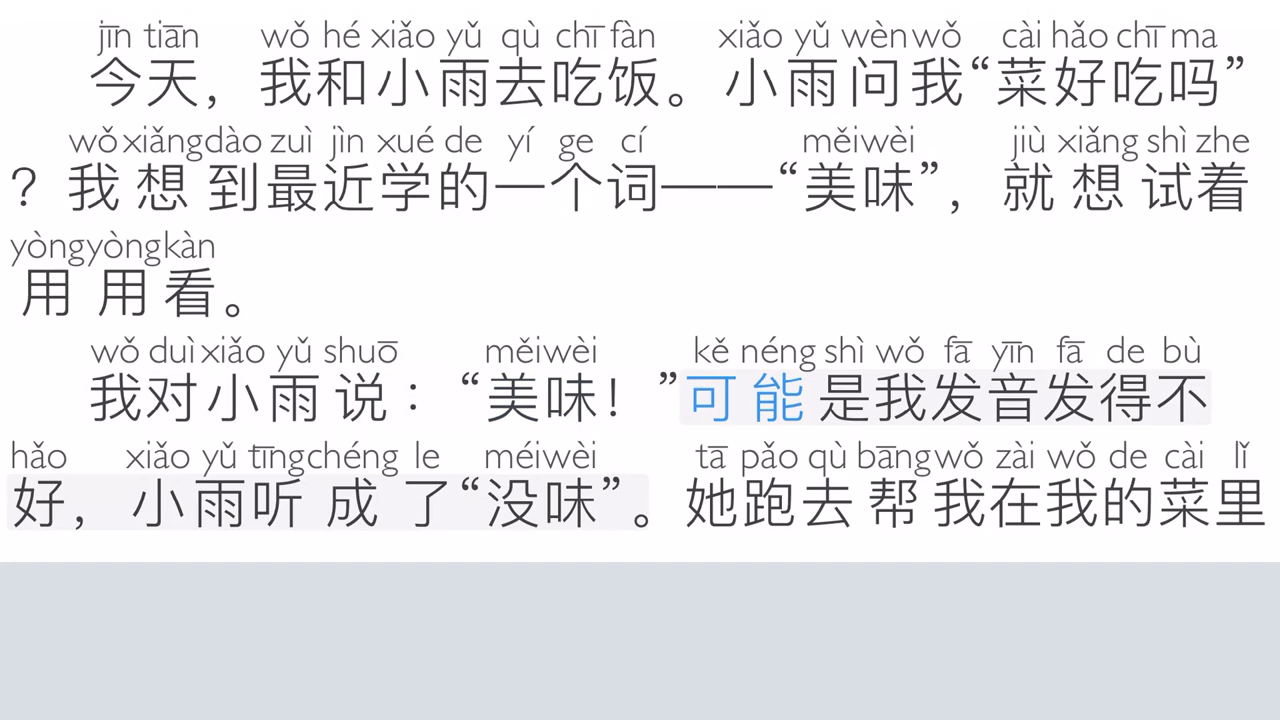 jīn tiān wǒ hé xiǎo yǔ qù chī fàn xiǎo yǔ wèn wǒ cài hǎo chī ma
今天，我和小雨去吃饭。小雨问我“菜好吃吗”
wǒ xiǎng dào zuì jìn xué de yí ge cí měi wèi jiù xiǎng shì zhe
？我想到最近学的一个词——“美味”，就想试着
yòng yòng kàn
用用看。
wǒ duì xiǎo yǔ shuō měi wèi kě néng shì wǒ fā yīn fā de bù
我对小雨说：“美味！”可能是我发音发得不
hǎo xiǎo yǔ tīng chéng le méi wèi tā pǎo qù bāng wǒ zài wǒ de cài lǐ
好，小雨听成了“没味”。她跑去帮我在我的菜里